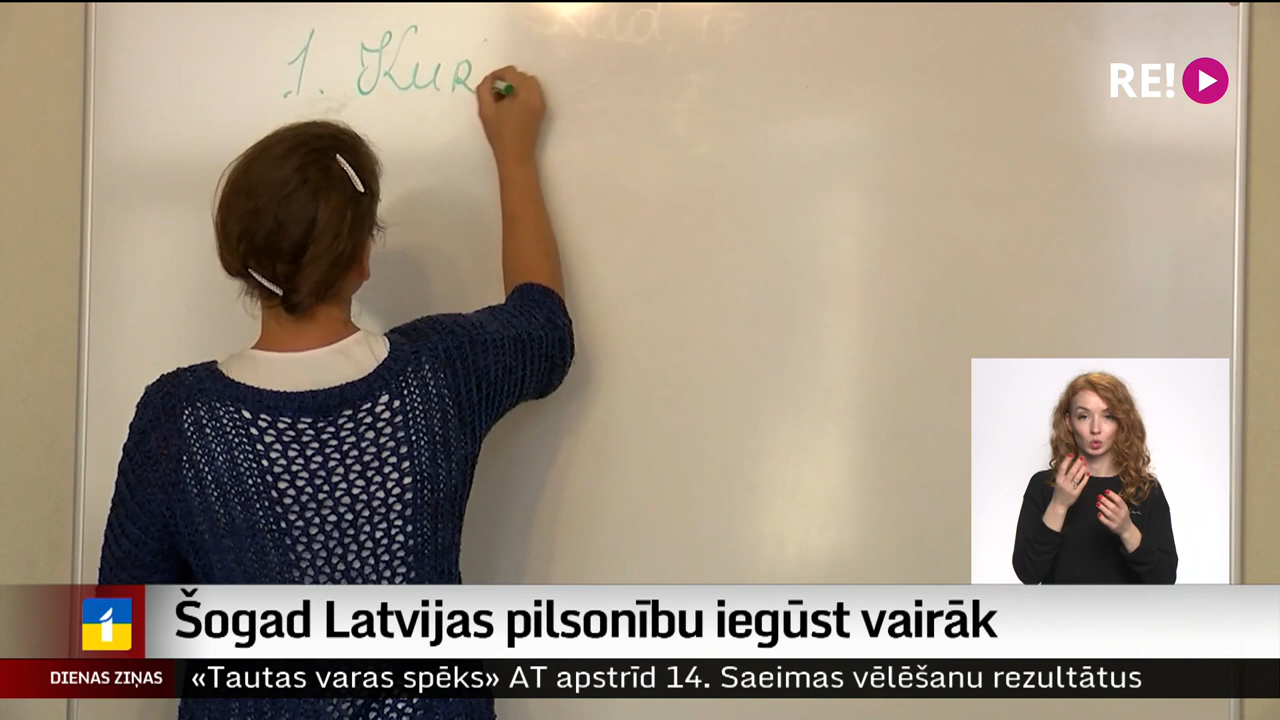 1. Kur
RE!
1
Šogad Latvijas pilsonību iegūst vairāk
DIENAS ZIŅAS
«Tautas varas spēks» AT apstrīd 14. Saeimas vēlēšanu rezultātus